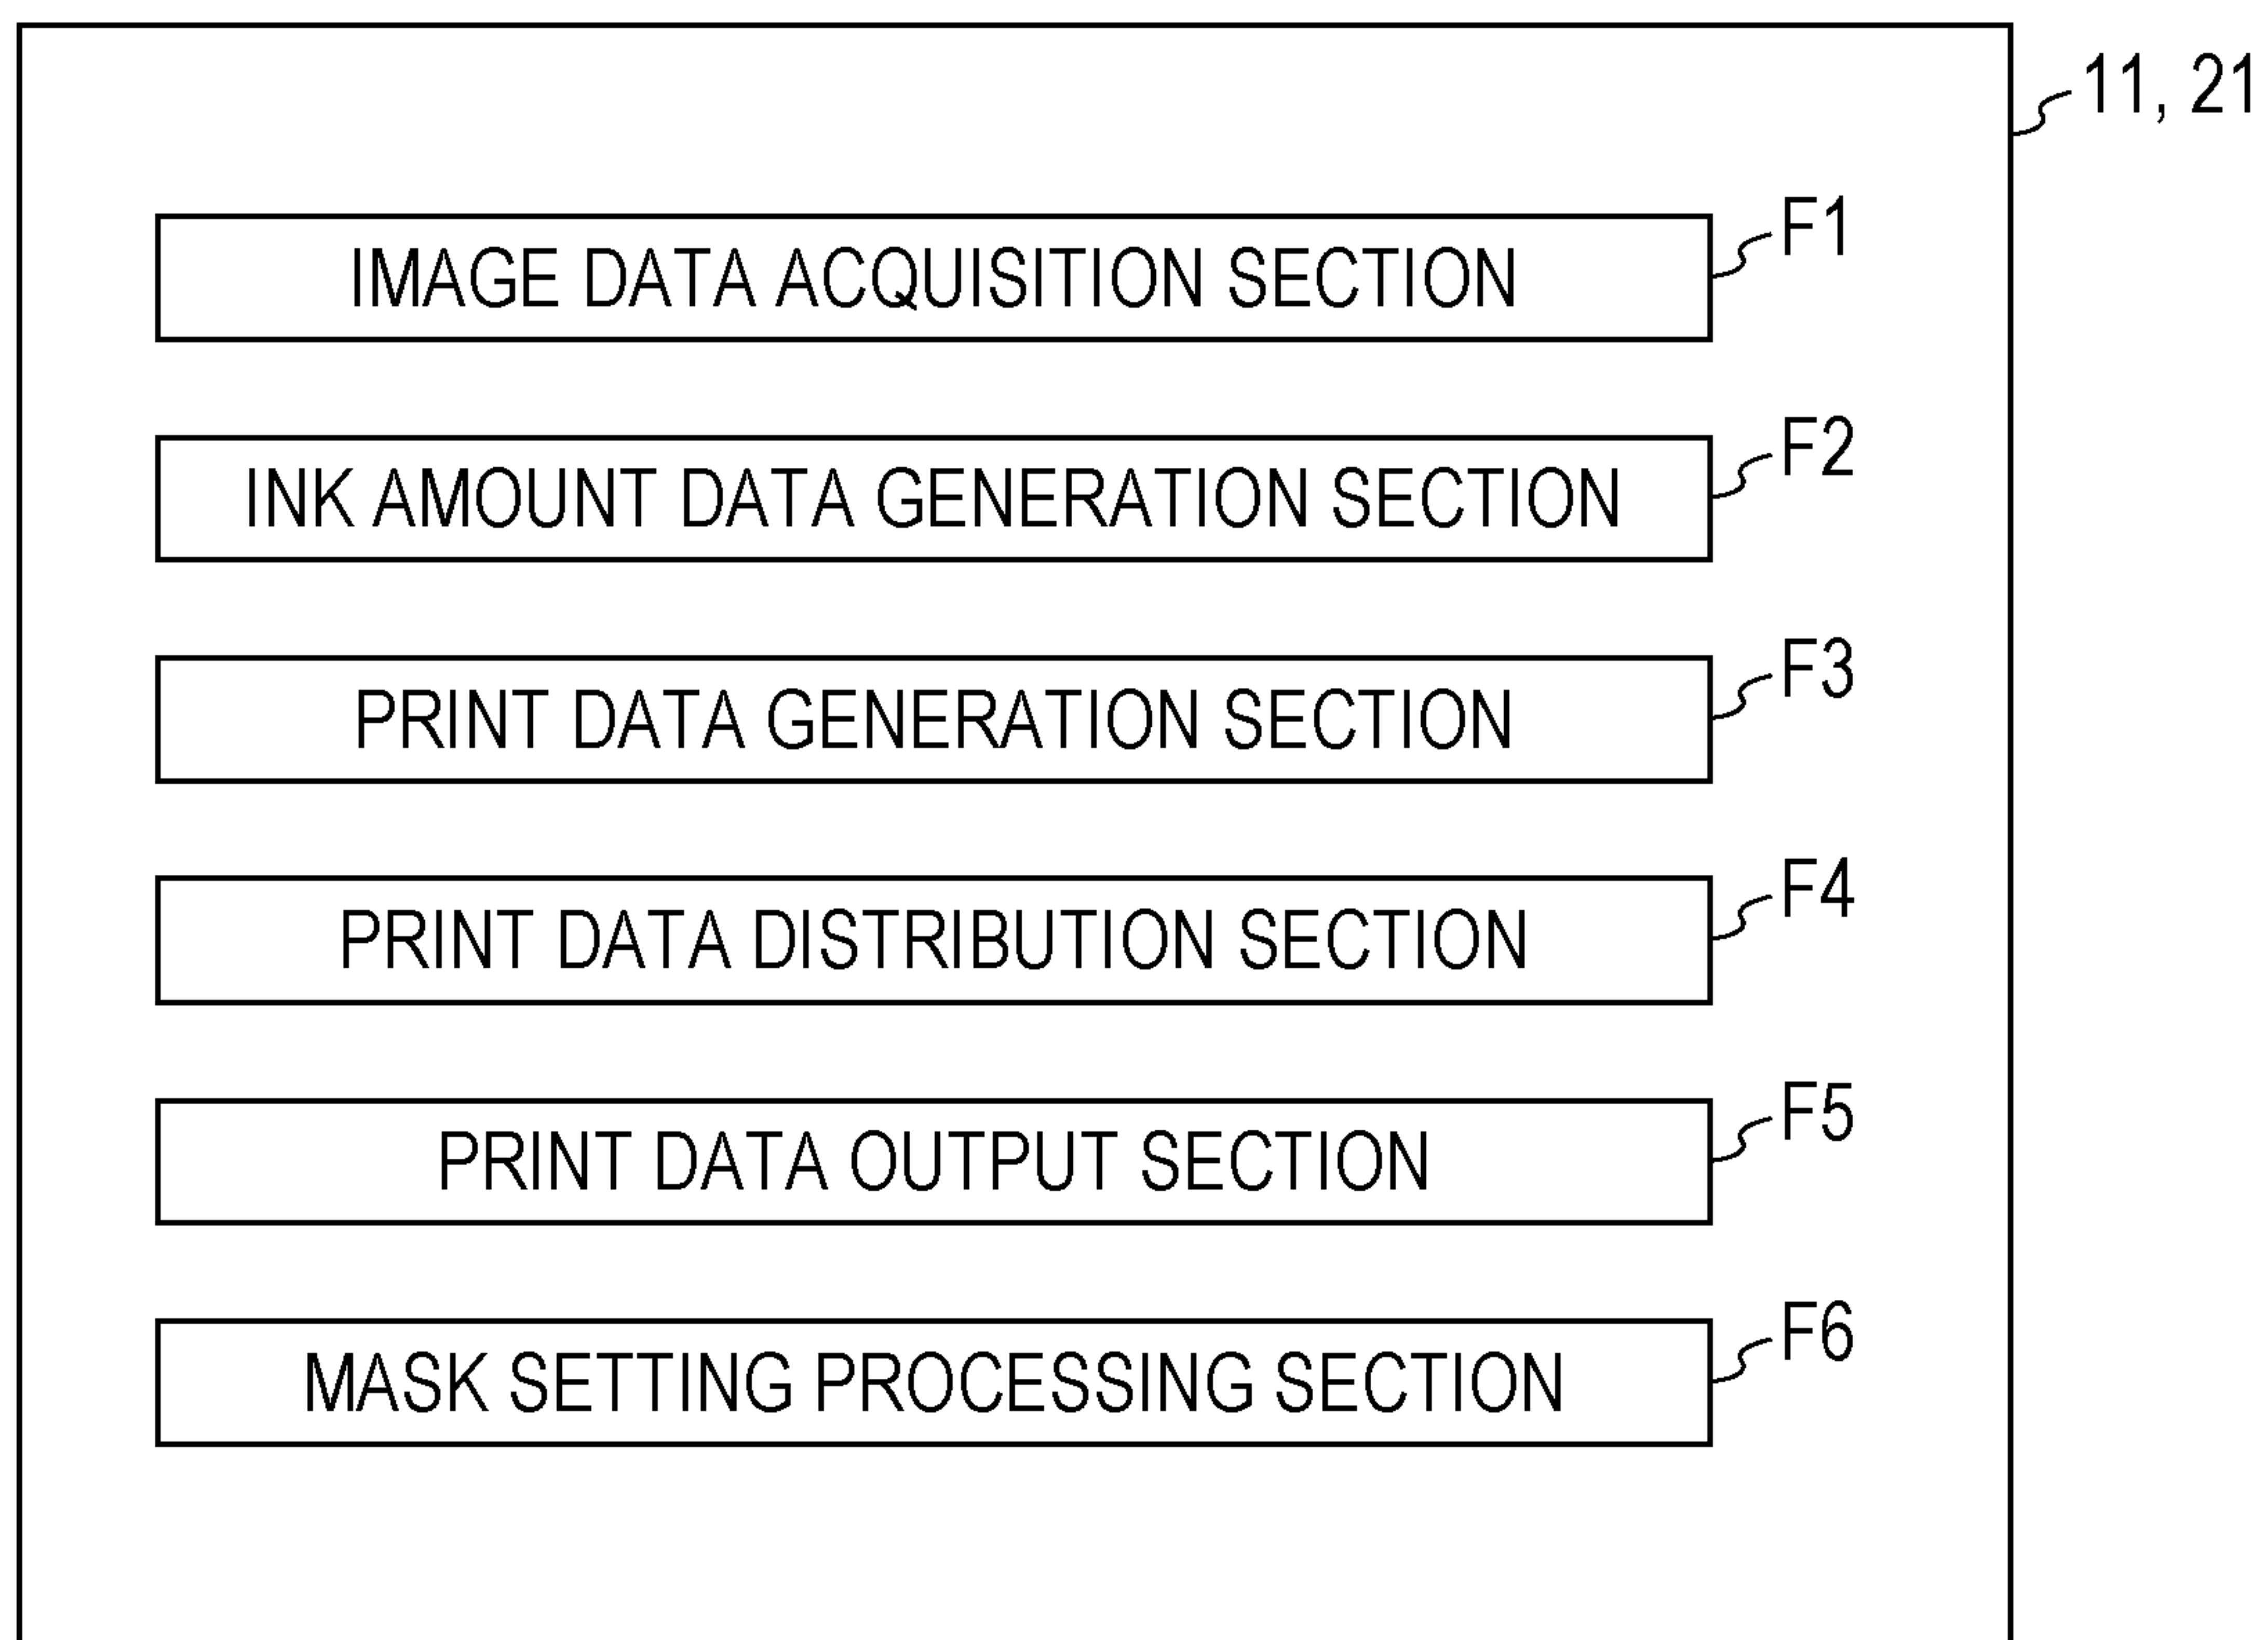 11, 21
IMAGE DATA ACQUISITION SECTION
F1
INK AMOUNT DATA GENERATION SECTION
F2
PRINT DATA GENERATION SECTION
F3
PRINT DATA DISTRIBUTION SECTION
F4
PRINT DATA OUTPUT SECTION
F5
MASK SETTING PROCESSING SECTION
F6